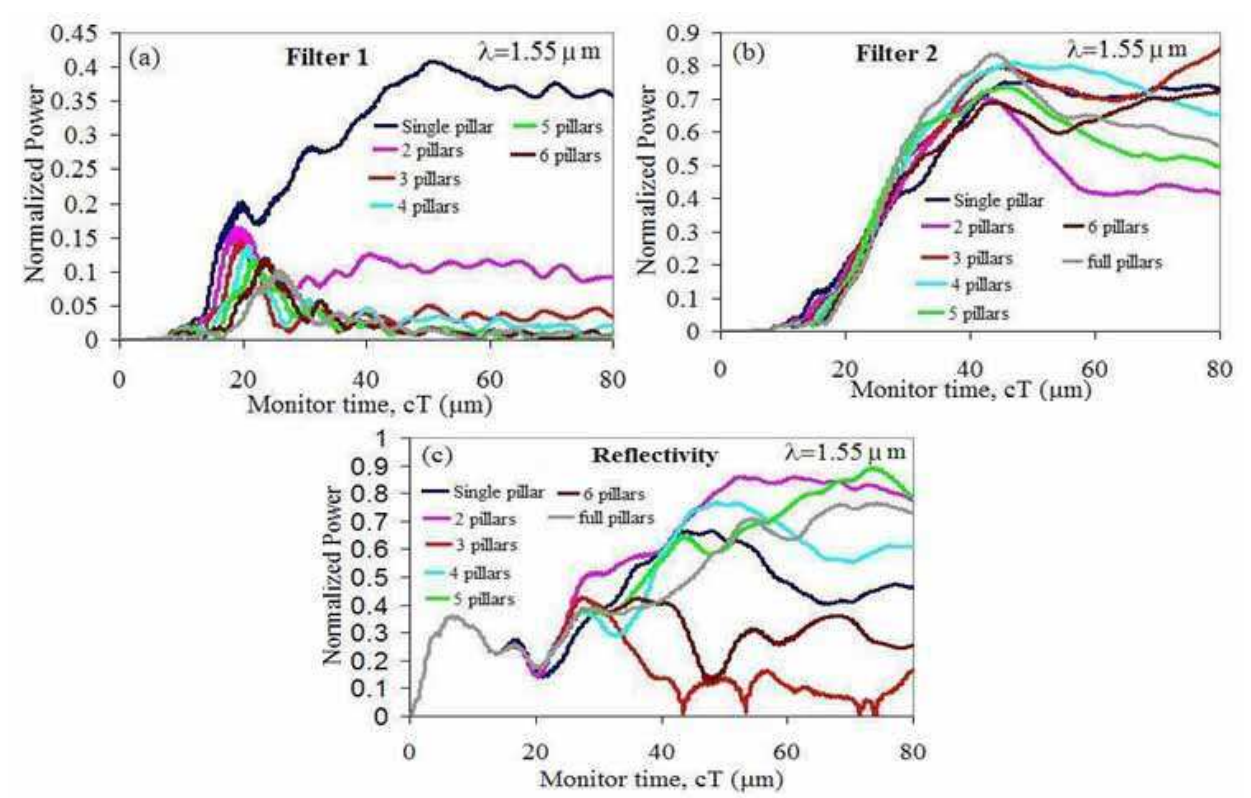 (a) Filter 1 λ=1.55 μ m
Normalized Power
0.45
0.4
0.35
0.3
0.25
0.2
0.15
0.1
0.05
0
Single pillar 5 pillars
2 pillars 6 pillars
3 pillars
4 pillars
0 20 40 60 80
Monitor time, cT (μm)
(b) Filter 2 λ=1.55 μ m
Normalized Power
0.9
0.8
0.7
0.6
0.5
0.4
0.3
0.2
0.1
0
Single pillar
2 pillars 6 pillars
3 pillars full pillars
4 pillars
5 pillars
0 20 40 60 80
Monitor time, cT (μm)
(c) Reflectivity λ=1.55 μ m
Normalized Power
1
0.9
0.8
0.7
0.6
0.5
0.4
0.3
0.2
0.1
0
Single pillar 6 pillars
2 pillars full pillars
3 pillars
4 pillars
5 pillars
0 20 40 60 80
Monitor time, cT (μm)